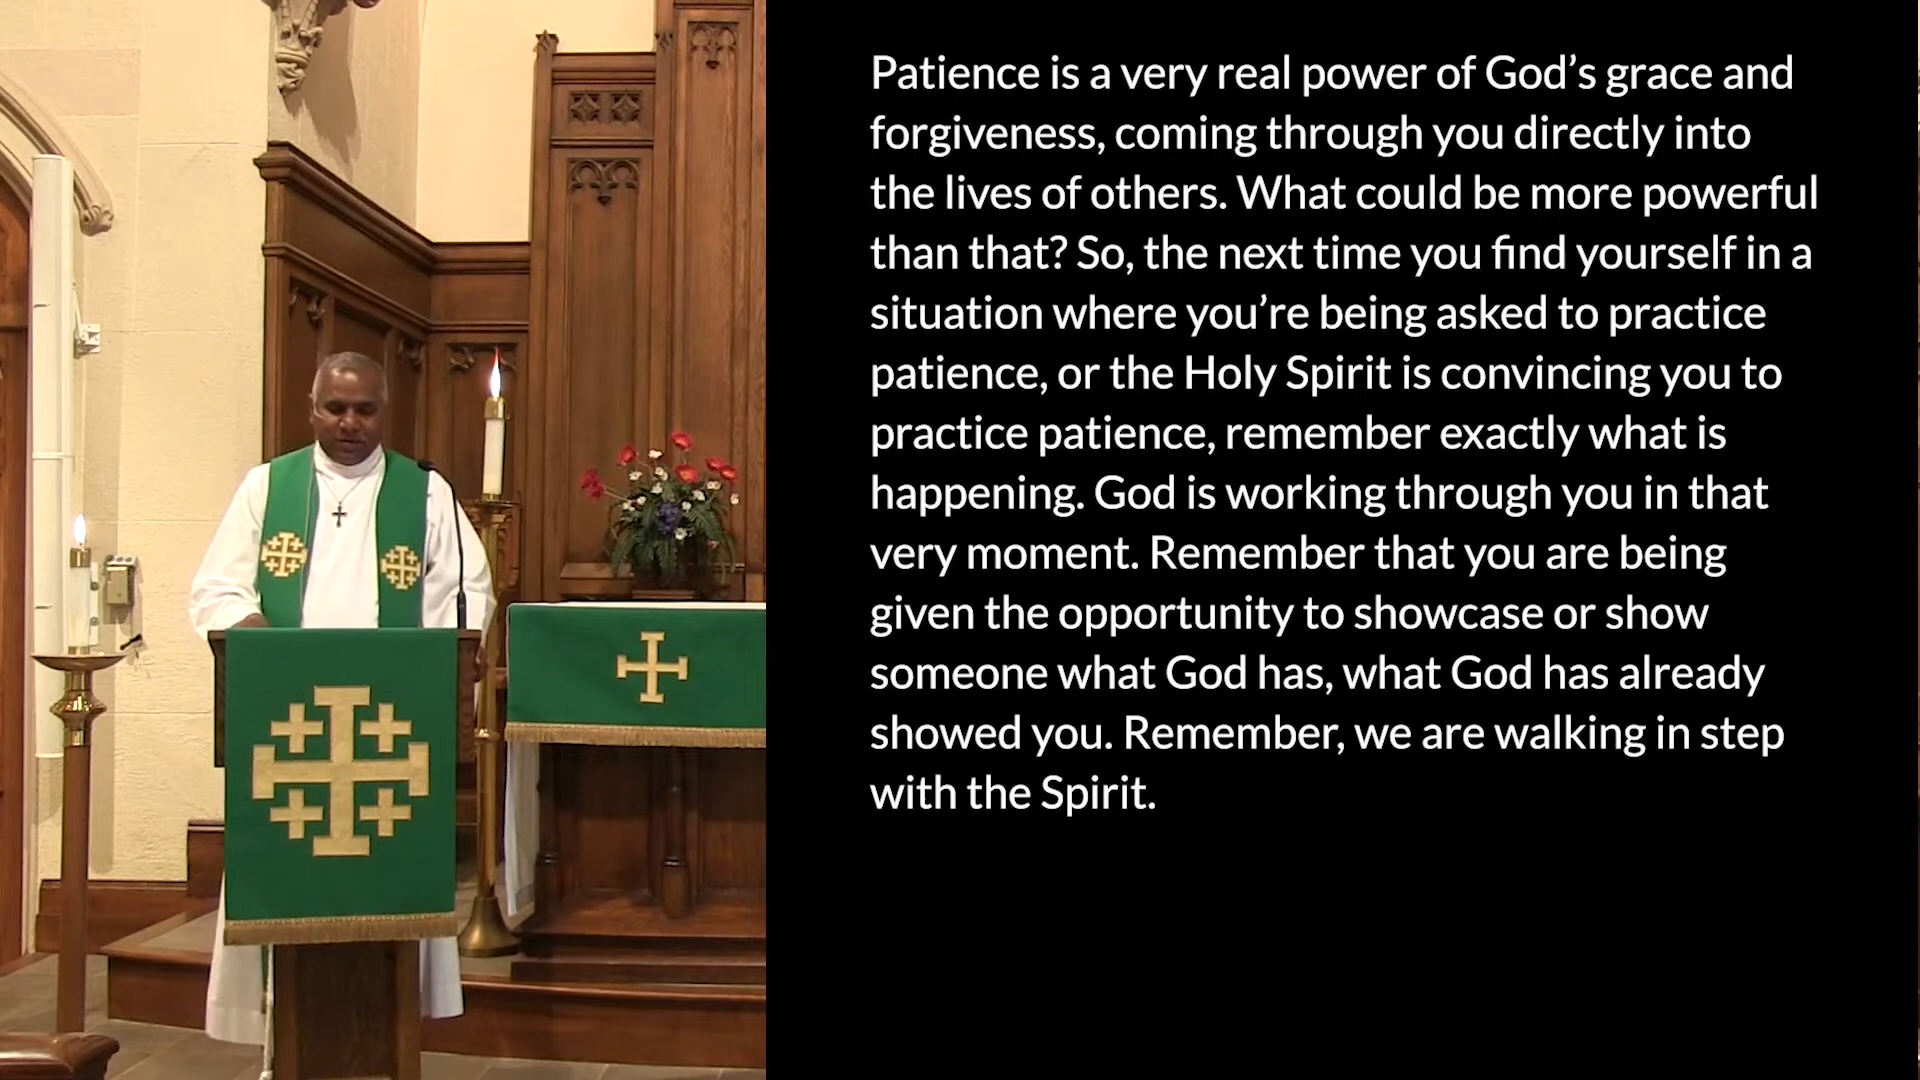 Patience is a very real power of God’s grace and
forgiveness, coming through you directly into
the lives of others. What could be more powerful
than that? So, the next time you find yourself in a
situation where you’re being asked to practice
patience, or the Holy Spirit is convincing you to
practice patience, remember exactly what is
happening. God is working through you in that
very moment. Remember that you are being
given the opportunity to showcase or show
someone what God has, what God has already
showed you. Remember, we are walking in step
with the Spirit.